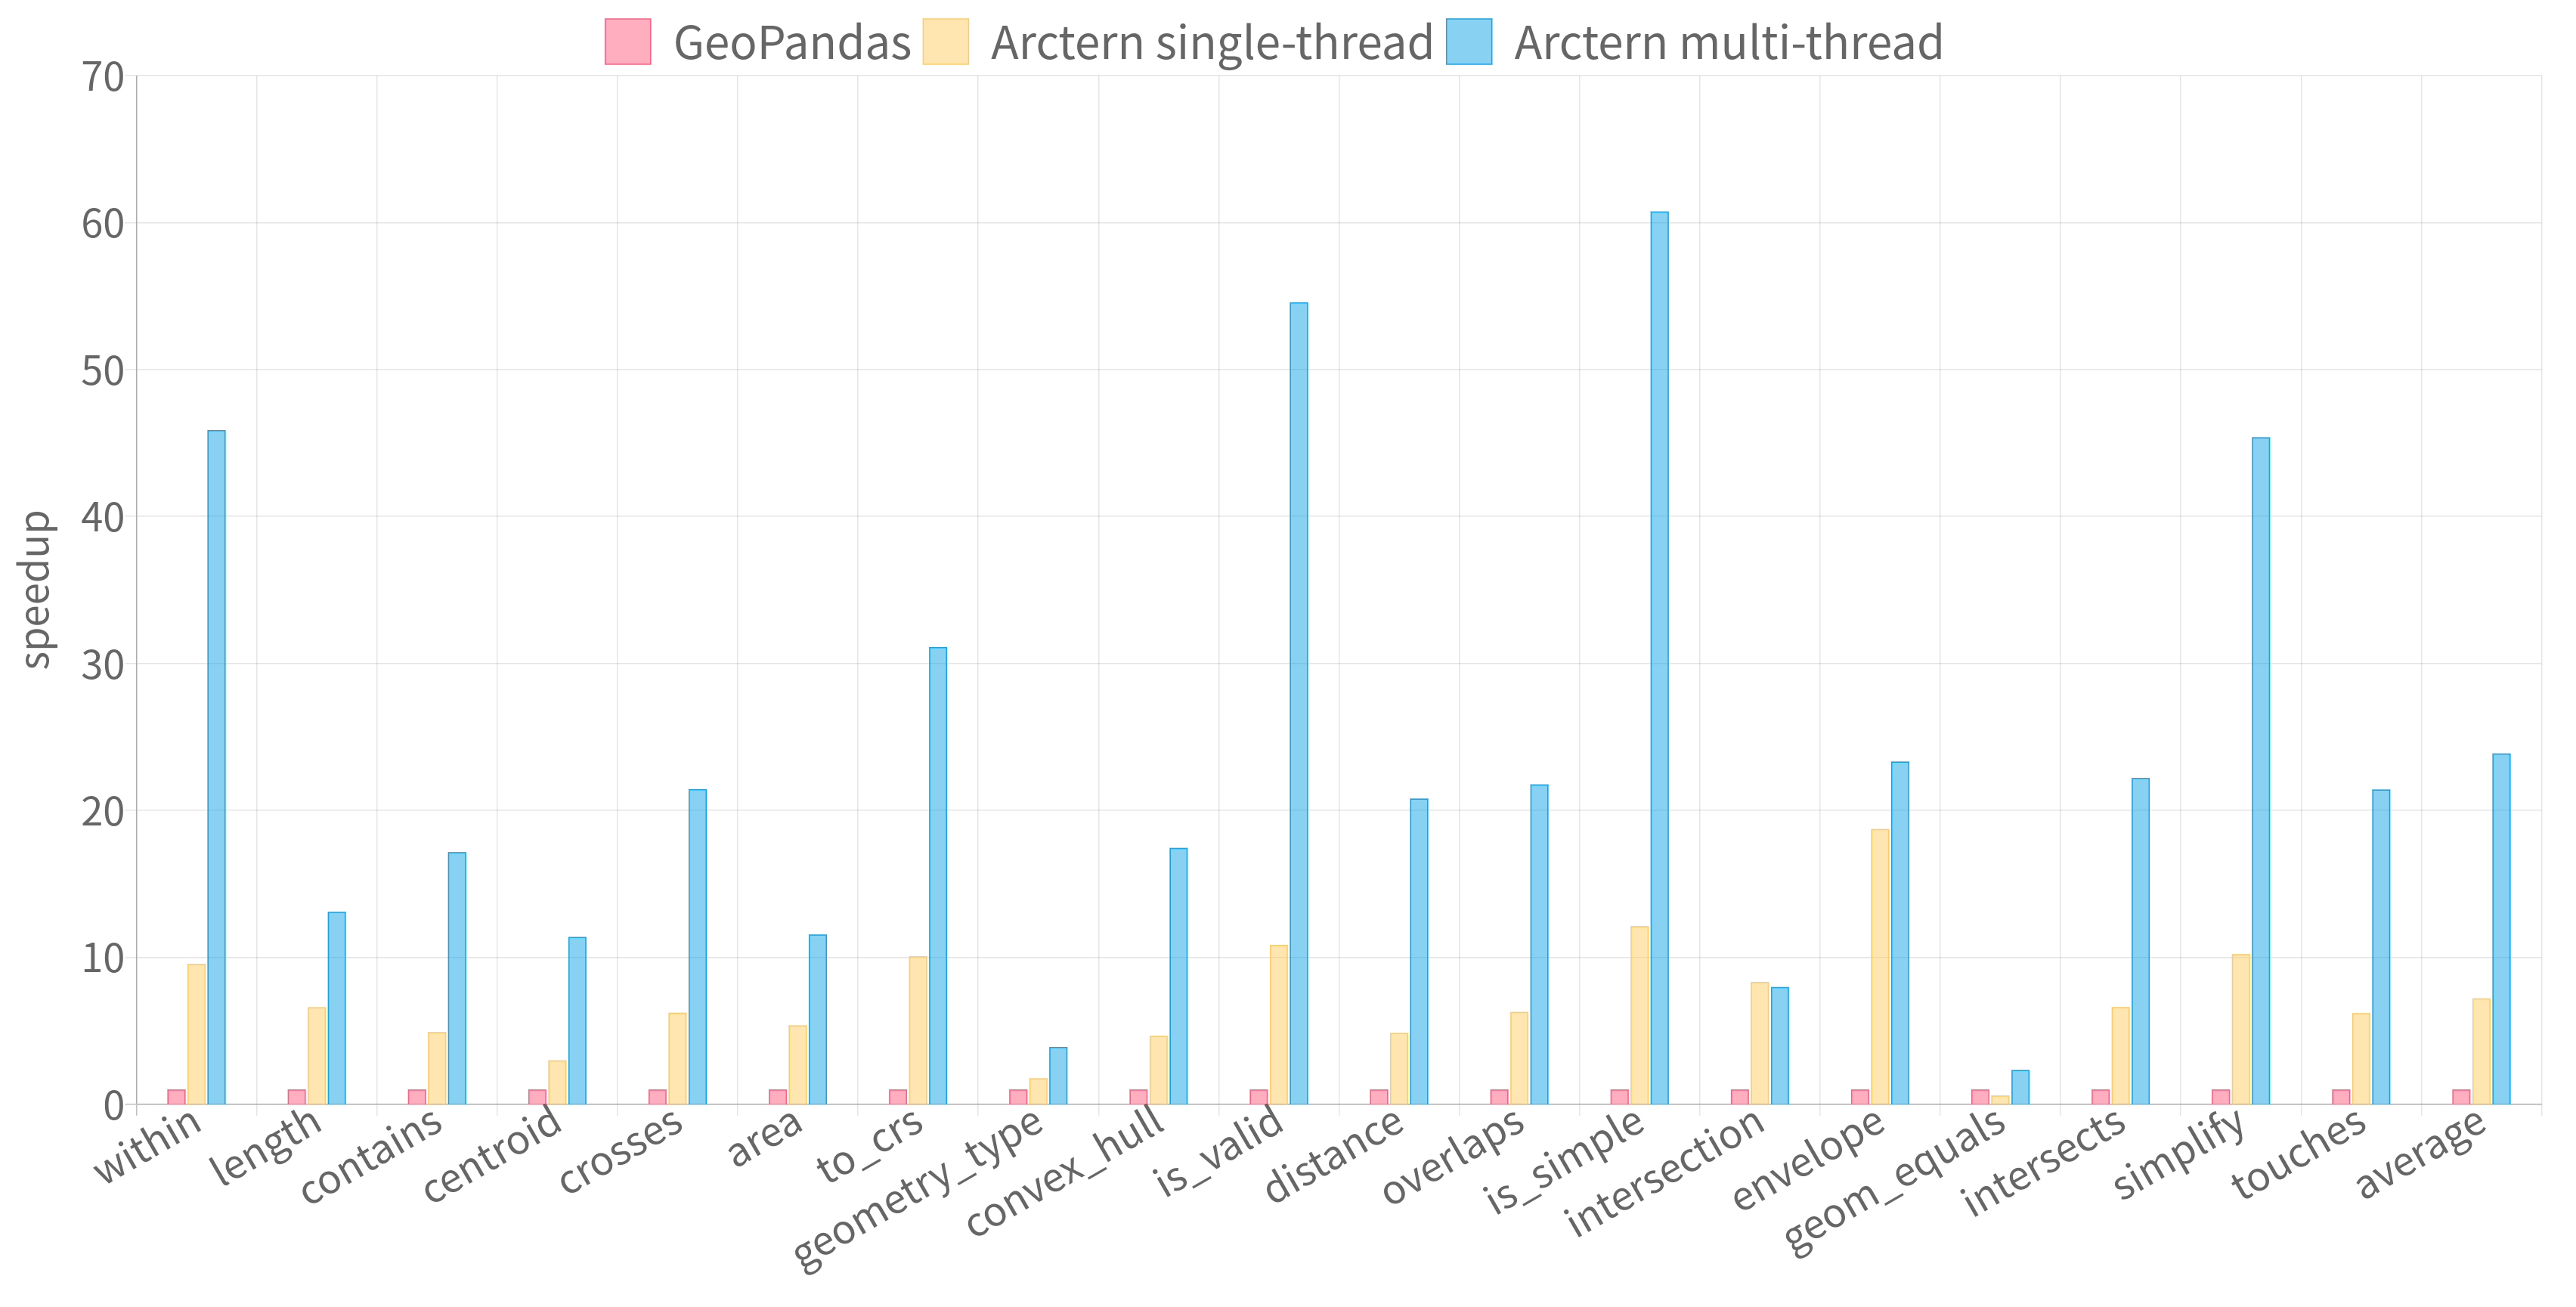 GeoPandas Arctern single-thread Arctern multi-thread
70
60
50
40
30
20
10
0
speedup
within
length
contains
centroid
crosses
area
to_crs
geometry_type
convex_hull
is_valid
distance
overlaps
is_simple
intersection
envelope
geom_equals
intersects
simplify
touches
average